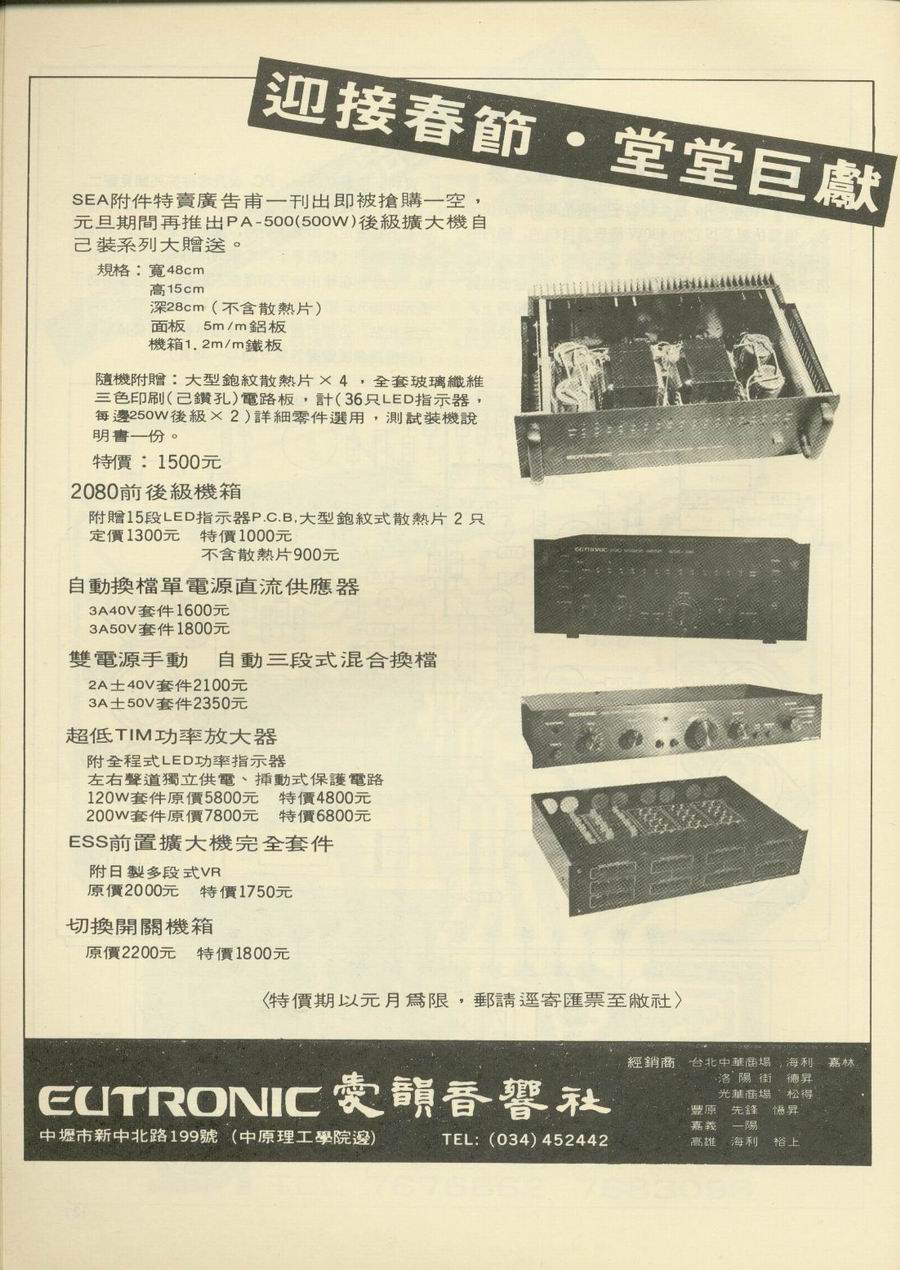 迎接春節・堂堂巨獻
SEA附件特賣廣告甫一刊出即被搶購一空，
元旦期間再推出PA-500(500W)後級擴大機自
己裝系列大贈送。
規格：寬48cm
高15cm
深28cm（不含散熱片）
面板　5m/m鋁板
機箱1.2m/m鐵板
隨機附贈：大型鉋紋散熱片×4，全套玻璃纖維
三色印刷(己鑽孔)電路板，計(36只LED指示器，
每邊250W後級×2)詳細零件選用，測試裝機說
明書一份。
特價：1500元
2080前後級機箱
附贈15段LED指示器P.C.B,大型鉋紋式散熱片2只
定價1300元　特價1000元
不含散熱片900元
自動換檔單電源直流供應器
3A40V套件1600元
3A50V套件1800元
雙電源手動　自動三段式混合換檔
2A±40V套件2100元
3A±50V套件2350元
超低TIM功率放大器
附全程式LED功率指示器
左右聲道獨立供電、揷動式保護電路
120W套件原價5800元　特價4800元
200W套件原價7800元　特價6800元
ESS前置擴大機完全套件
附日製多段式VR
原價2000元　特價1750元
切換開關機箱
原價2200元　特價1800元
EUTRONIC
EUTRONIC
EUTRONIC
〈特價期以元月爲限，郵請逕寄匯票至敝社〉
EUTRONIC 愛韻音響社
中壢市新中北路199號（中原理工學院邊)　TEL: (034) 452442
經銷商　台北中華商場　海利　嘉林
洛陽街　德昇
光華商場　松得
豐原　先鋒　億昇
嘉義　一陽
高雄　海利　裕上